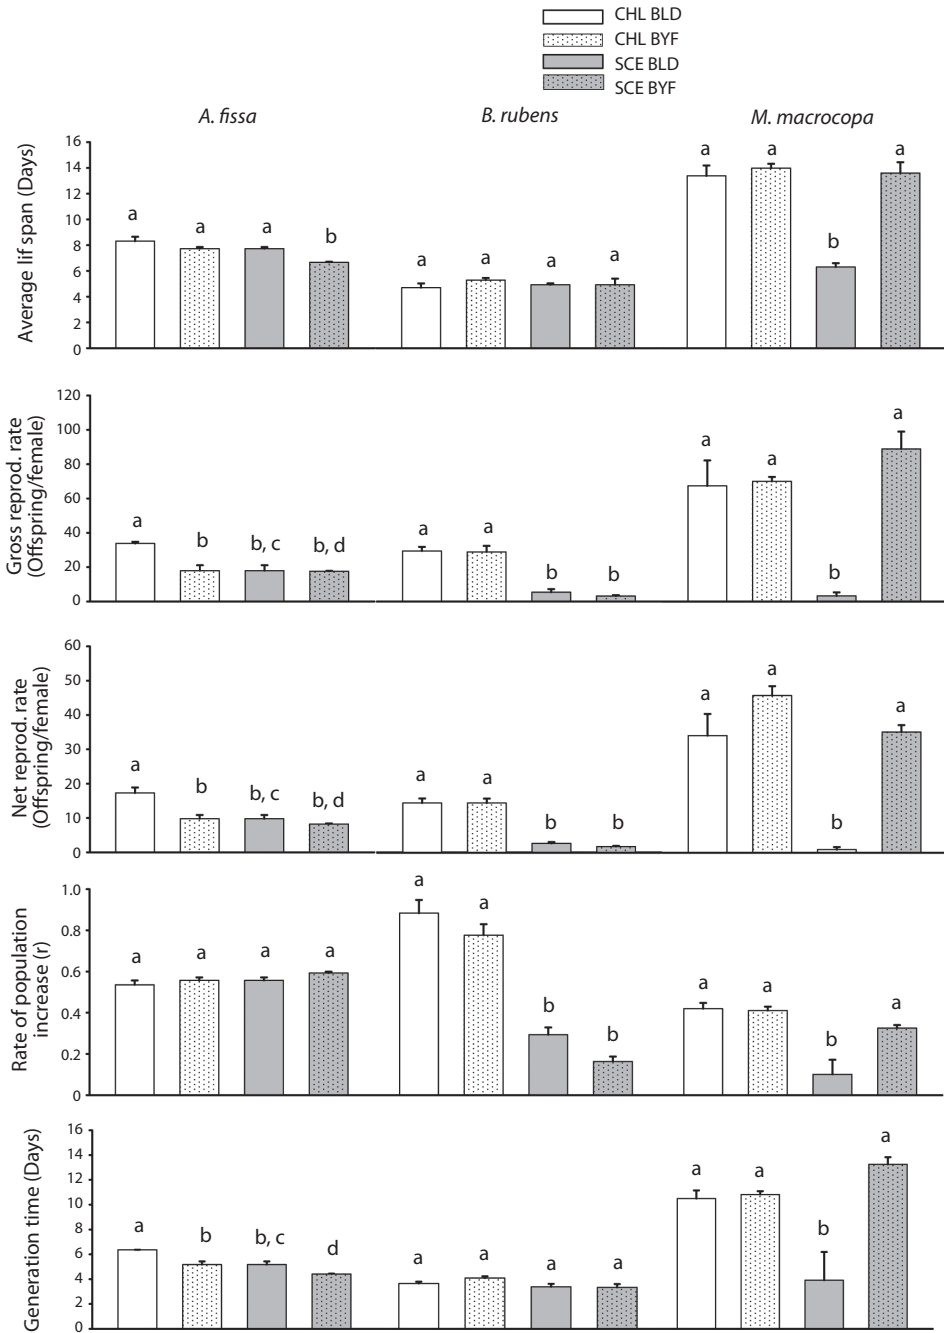 CHL BLD
CHL BYF
SCE BLD
SCE BYF
A. fissa B. rubens M. macrocopa
Average lif span (Days)
16
14
12
10
8
6
4
2
0
a a a b a a a a a a b a
Gross reprod. rate
(Offspring/female)
120
100
80
60
40
20
0
a b b, c b, d a a b b a a b a
Net reprod. rate
(Offspring/female)
60
50
40
30
20
10
0
a b b, c b, d a a b b a a b a
Rate of population
increase (r)
1.0
0.8
0.6
0.4
0.2
0
a a a a a a b b a a b a
Generation time (Days)
16
14
12
10
8
6
4
2
0
a b b, c d a a a a a a b a